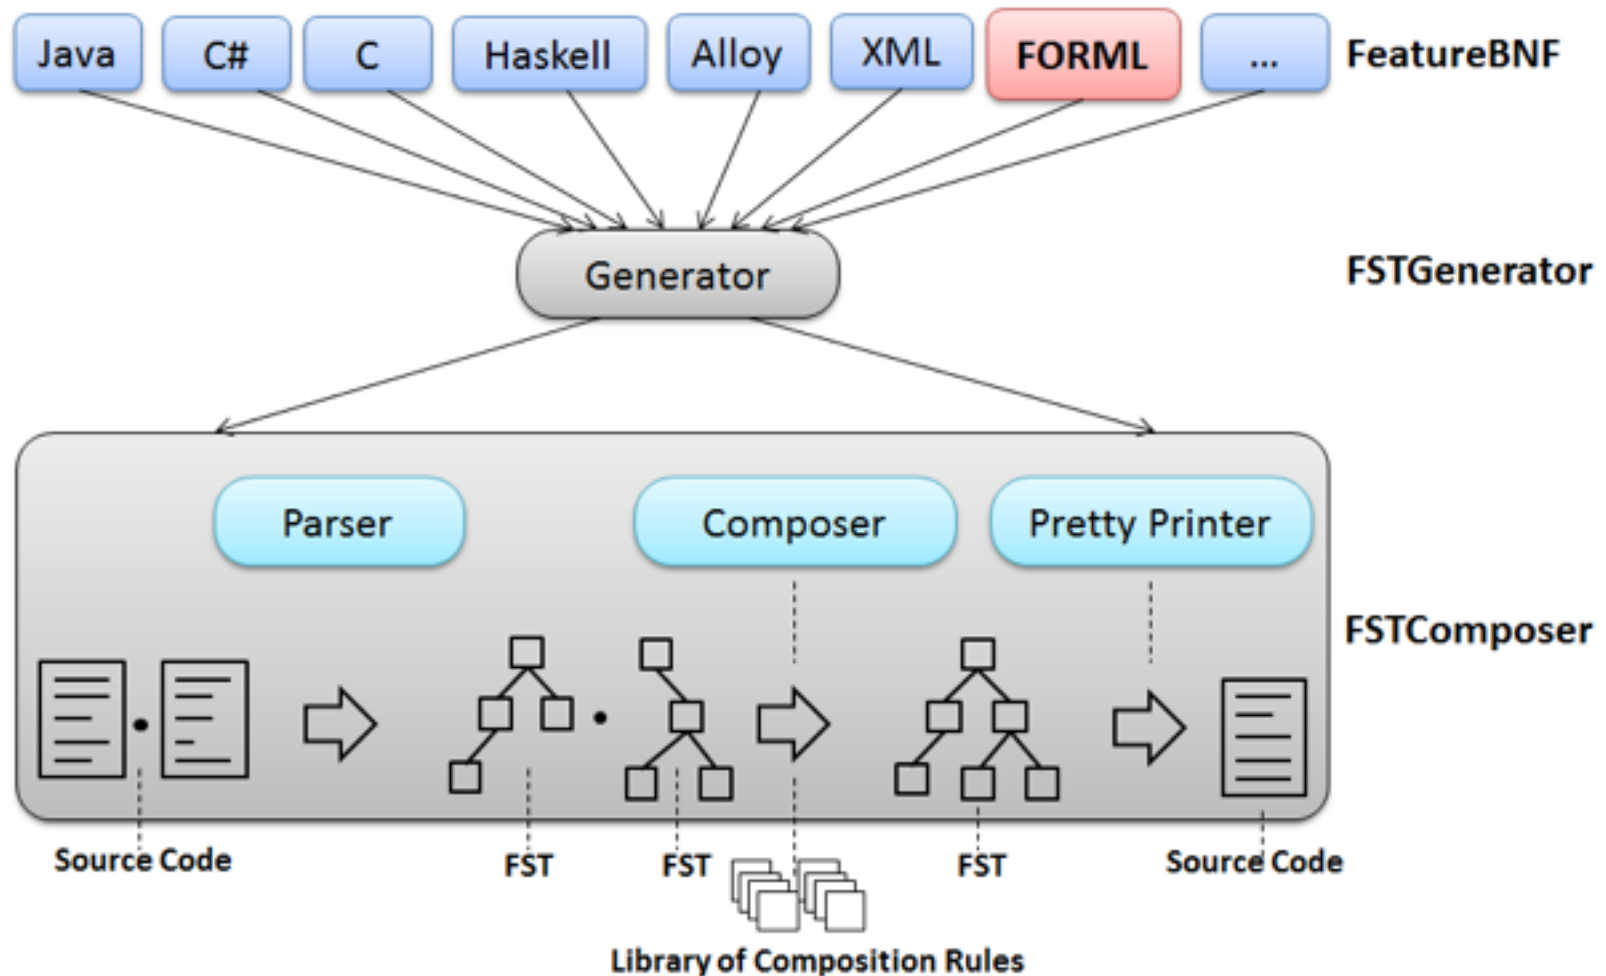 Java
C#
C
Haskell
Alloy
XML
FORML
...
FeatureBNF
Generator
FSTGenerator
Parser
Composer
Pretty Printer
FSTComposer
Source Code
FST
FST
FST
Source Code
Library of Composition Rules